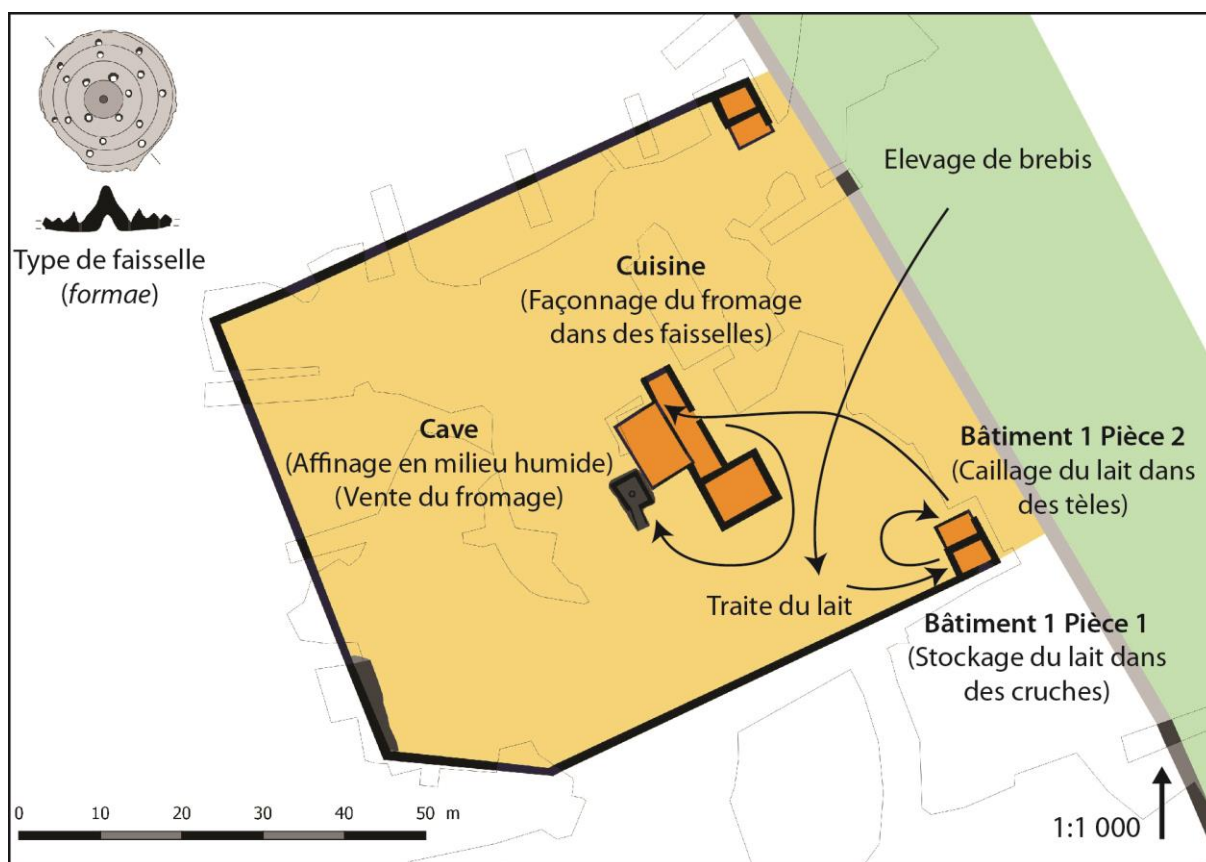 Type de faisselle
(formae)
Elevage de brebis
Cuisine
(Façonnage du fromage
dans des faisselles)
Cave
(Affinage en milieu humide)
(Vente du fromage)
Bâtiment 1 Pièce 2
(Caillage du lait dans
des tèles)
Traite du lait
Bâtiment 1 Pièce 1
(Stockage du lait dans
des cruches)
0 10 20 30 40 50 m
1:1 000